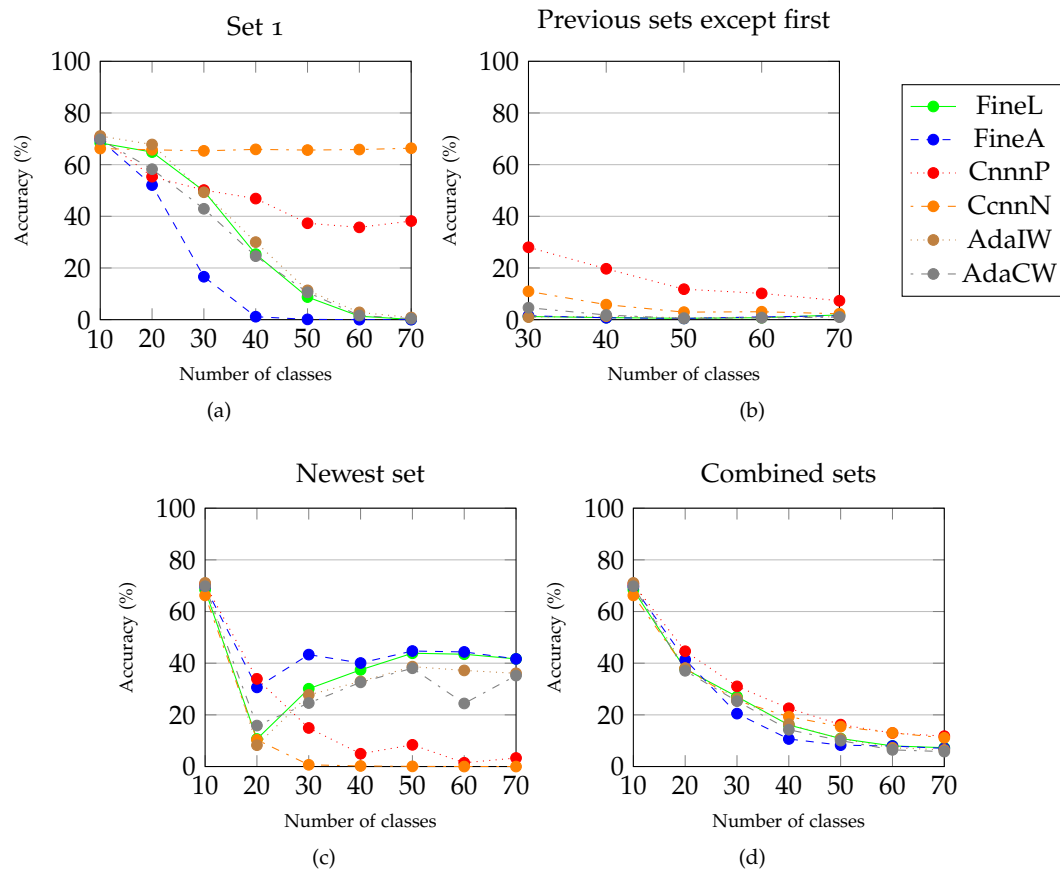 Set 1
Accuracy (%)
100
80
60
40
20
0
10 20 30 40 50 60 70
Number of classes
(a)
Previous sets except first
Accuracy (%)
100
80
60
40
20
0
30 40 50 60 70
Number of classes
(b)
FineL
FineA
CnnnP
CcnnN
AdaIW
AdaCW
Newest set
Accuracy (%)
100
80
60
40
20
0
10 20 30 40 50 60 70
Number of classes
(c)
Combined sets
Accuracy (%)
100
80
60
40
20
0
10 20 30 40 50 60 70
Number of classes
(d)